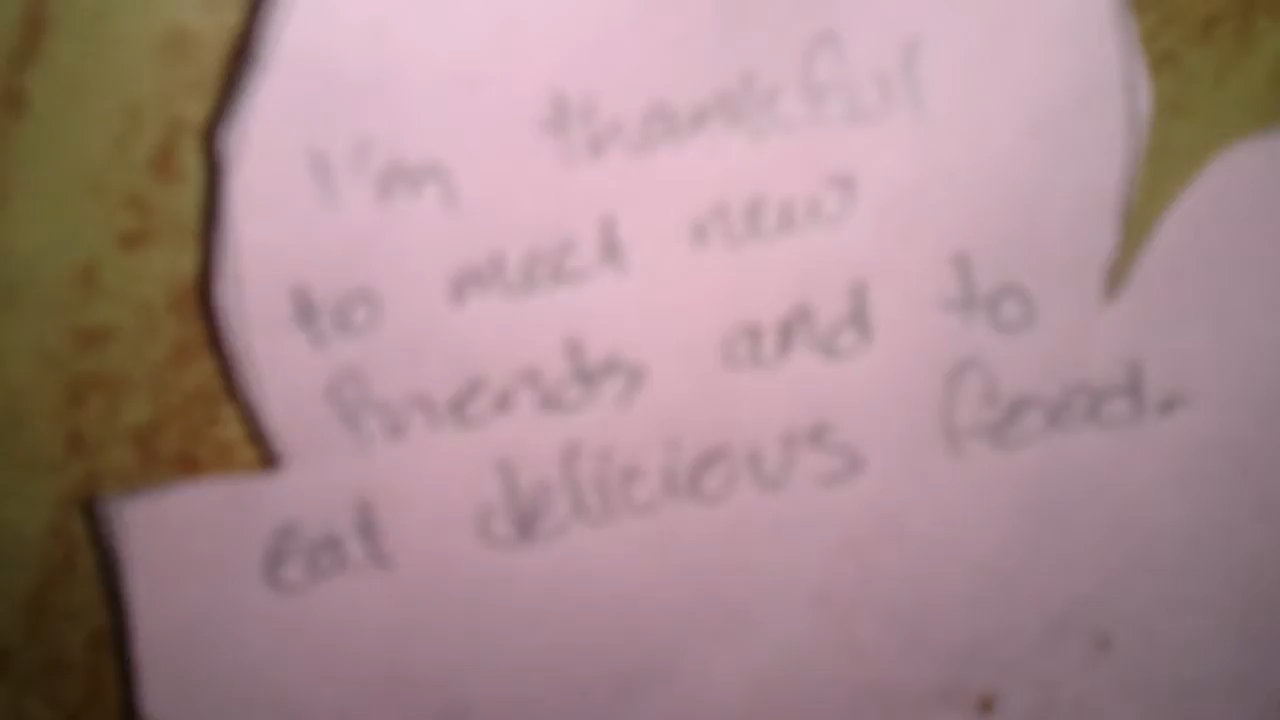 I'm thankful
to meet new
friends and to
eat delicious food.